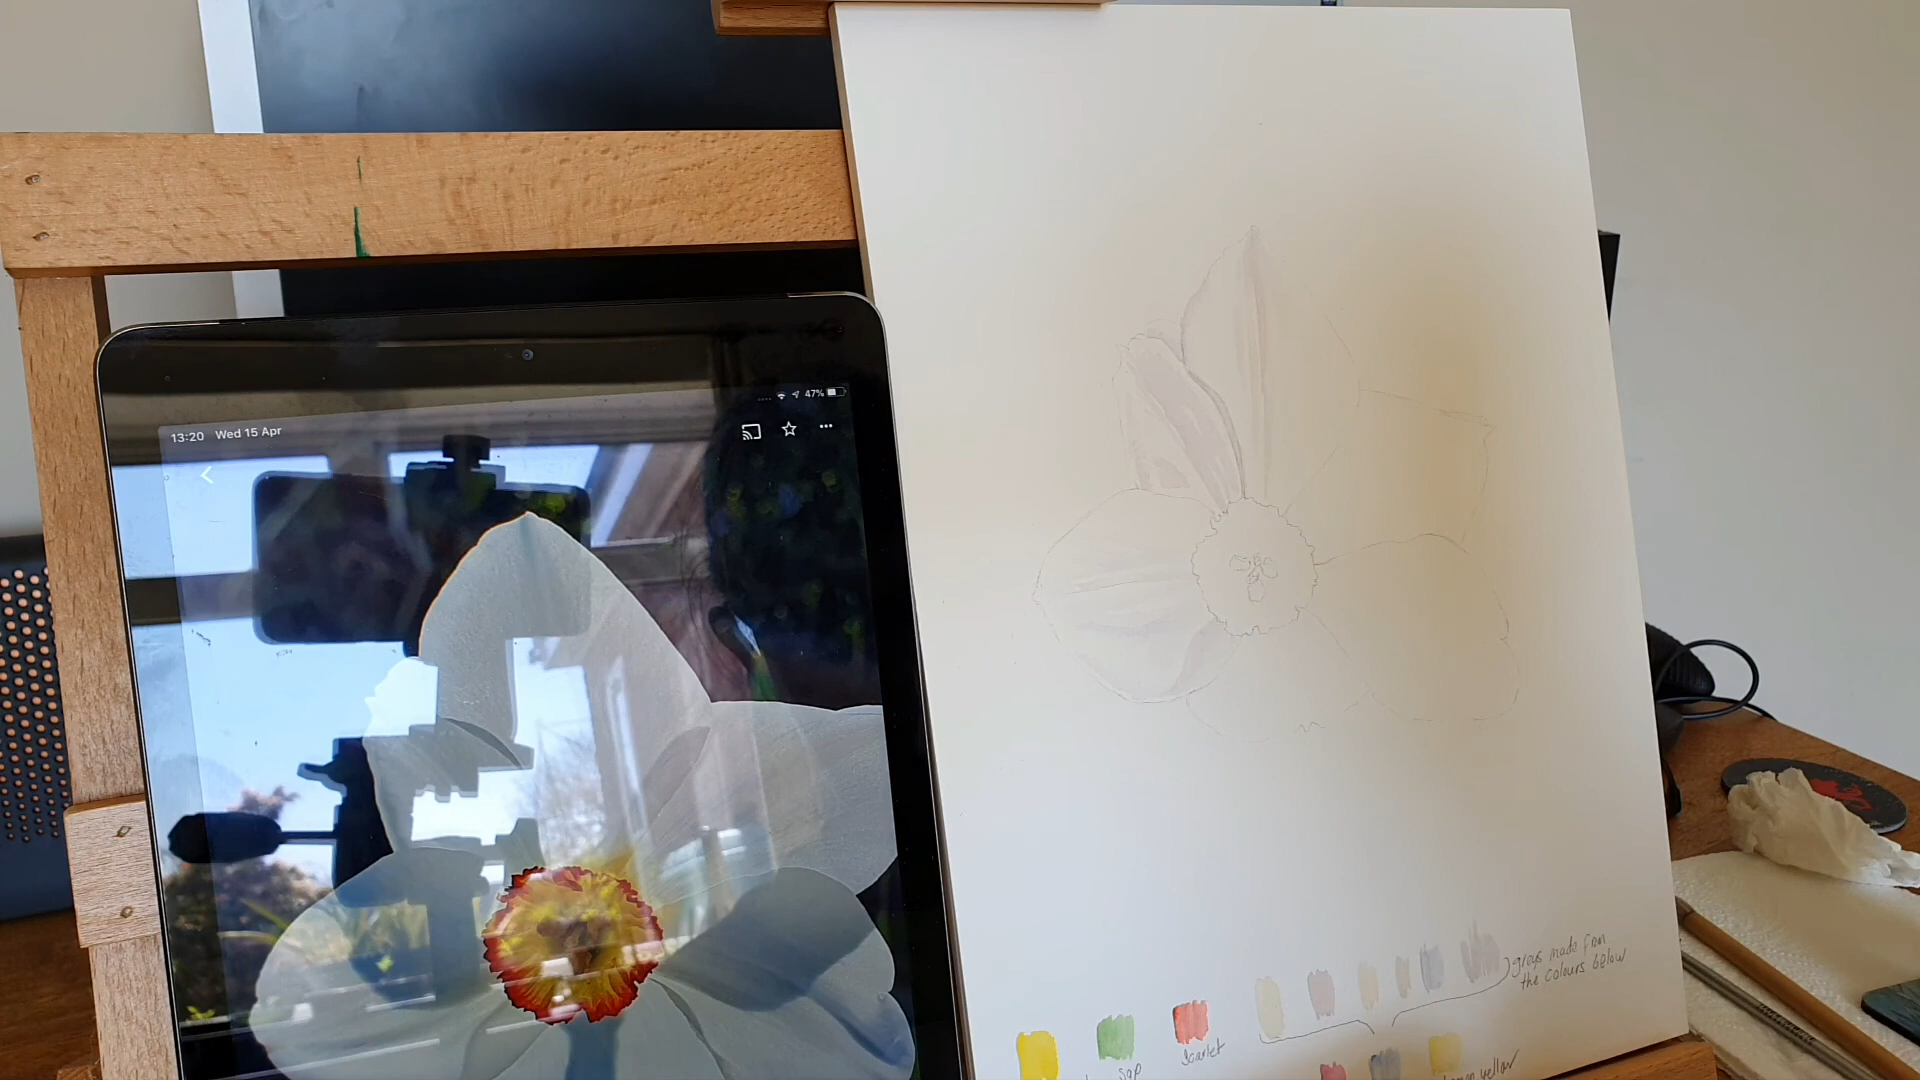 47%
13:20 Wed 15 Apr
greys made from
the colours below
Scarlet
Sap
yellow